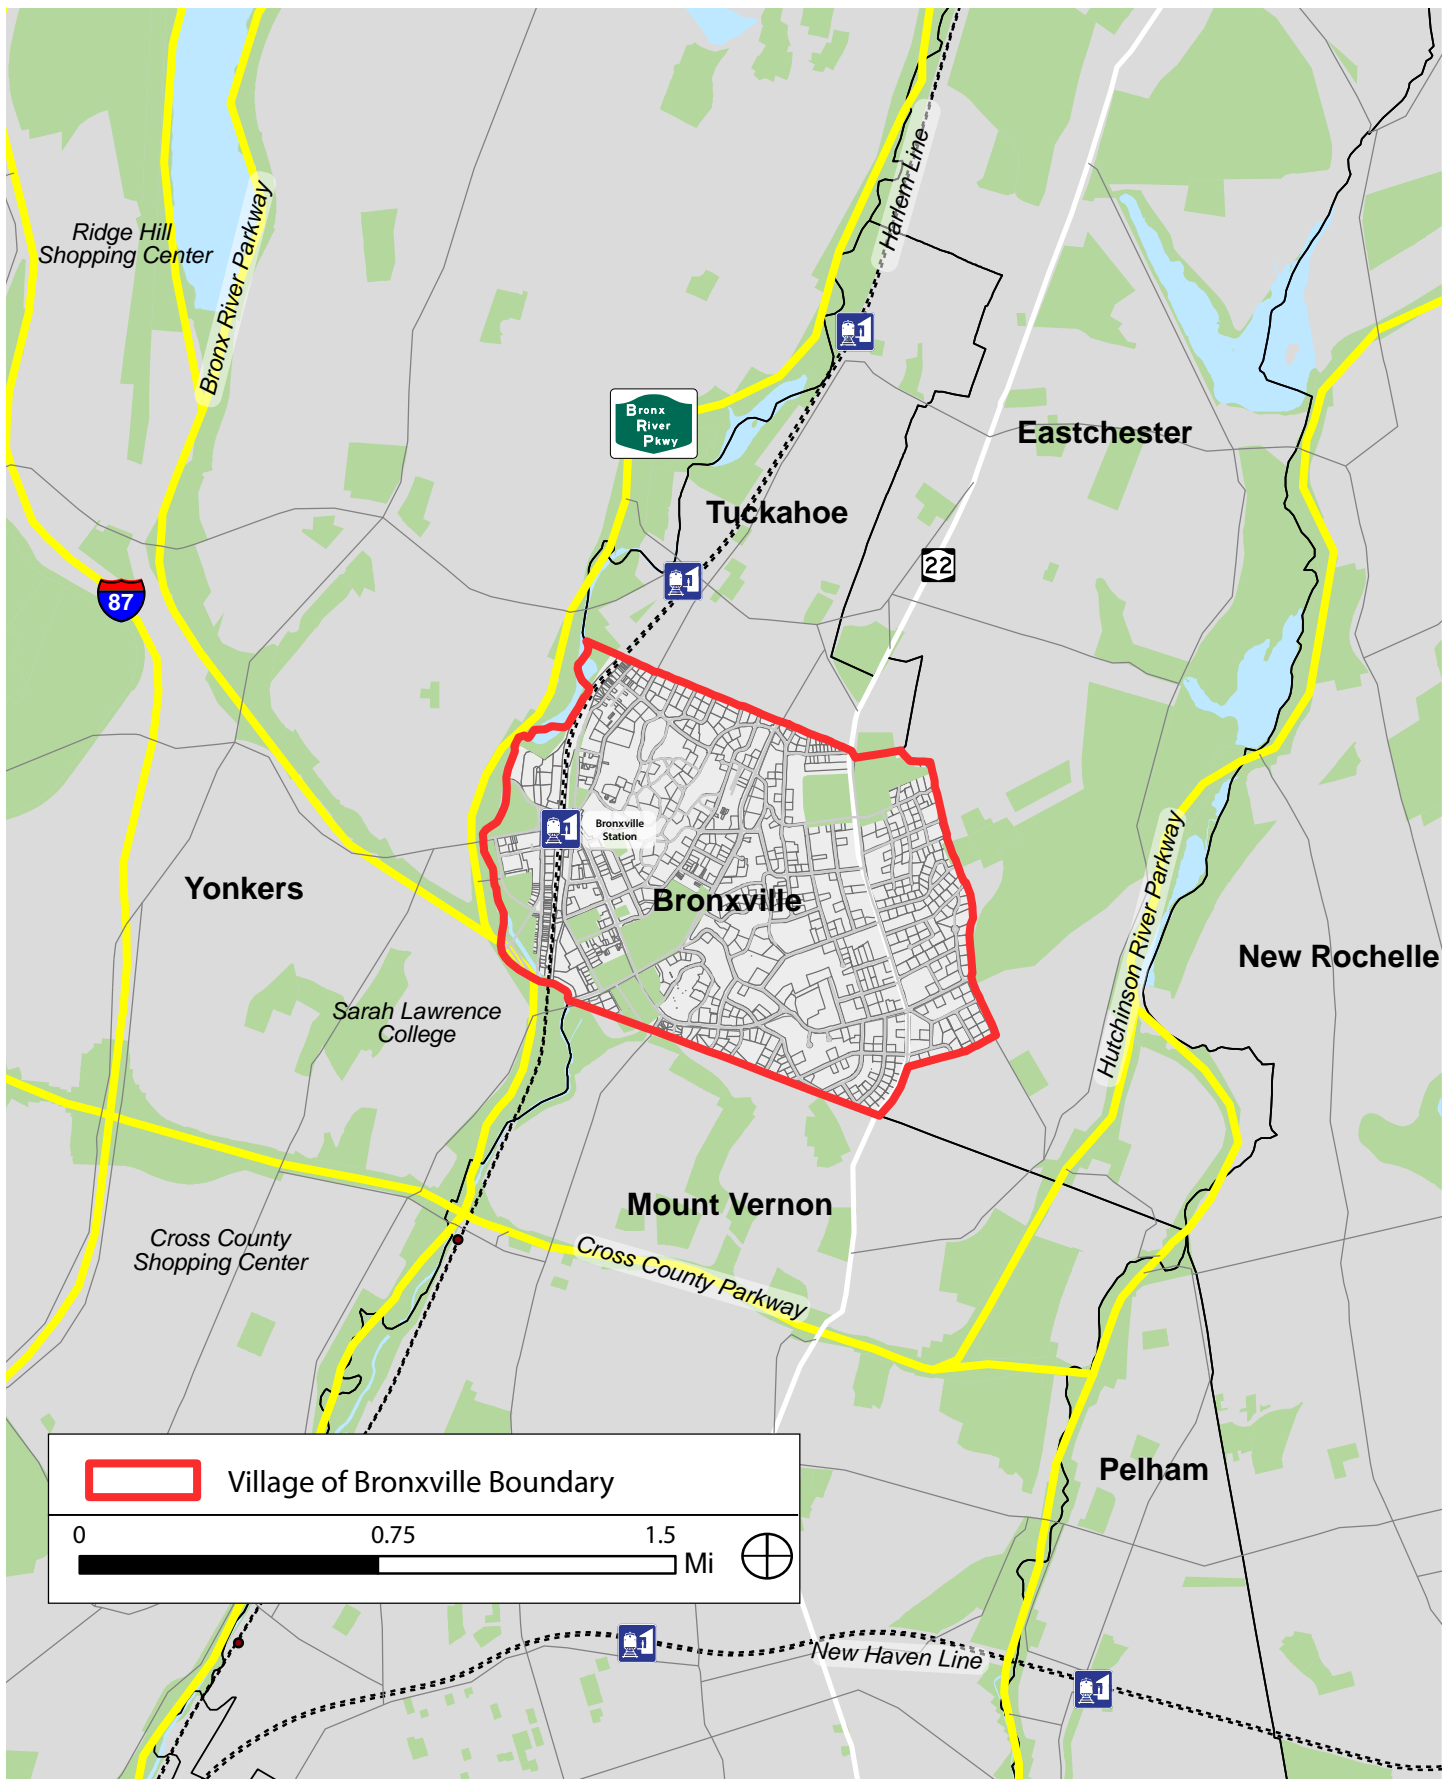 Harlem Line
Ridge Hill
Shopping Center
Bronx River Parkway
Bronx
River
Pkwy
Eastchester
Tuckahoe
22
87
Bronxville
Station
Yonkers
Bronxville
Hutchinson River Parkway
New Rochelle
Sarah Lawrence
College
Mount Vernon
Cross County
Shopping Center
Cross County Parkway
Pelham
Village of Bronxville Boundary
0 0.75 1.5
Mi
New Haven Line